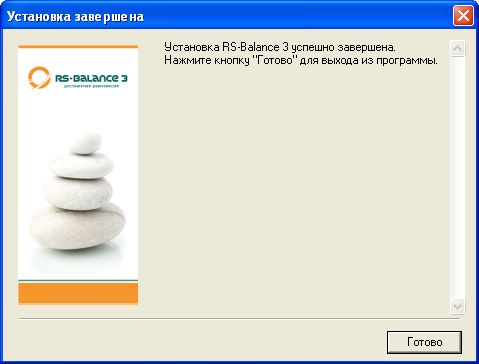 Установка завершена
RS-Balance 3
достижение равновесия
Установка RS-Balance 3 успешно завершена.
Нажмите кнопку "Готово" для выхода из программы.
Готово